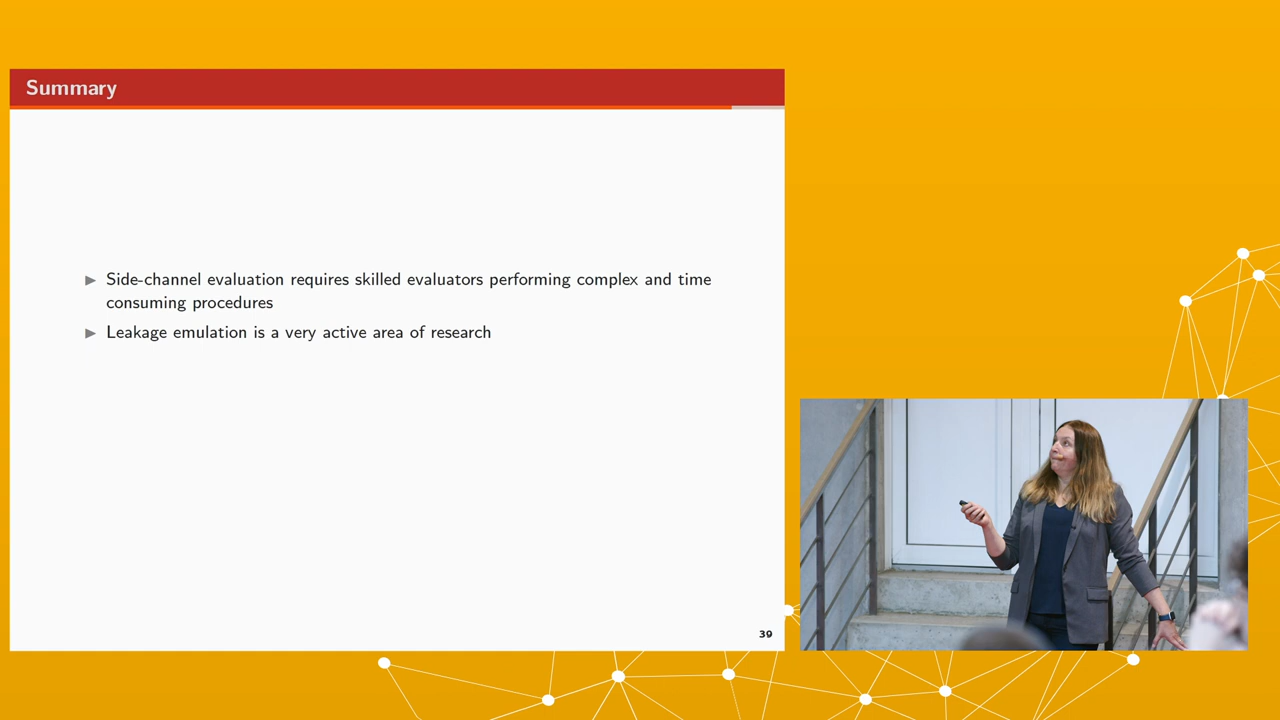 Summary
▶ Side-channel evaluation requires skilled evaluators performing complex and time
consuming procedures
▶ Leakage emulation is a very active area of research
39